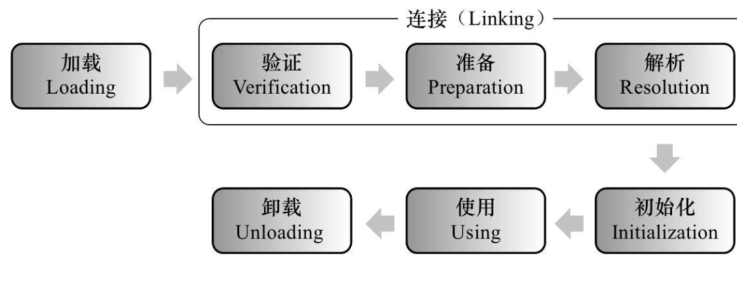 连接（Linking）
加载
Loading
验证
Verification
准备
Preparation
解析
Resolution
初始化
Initialization
使用
Using
卸载
Unloading